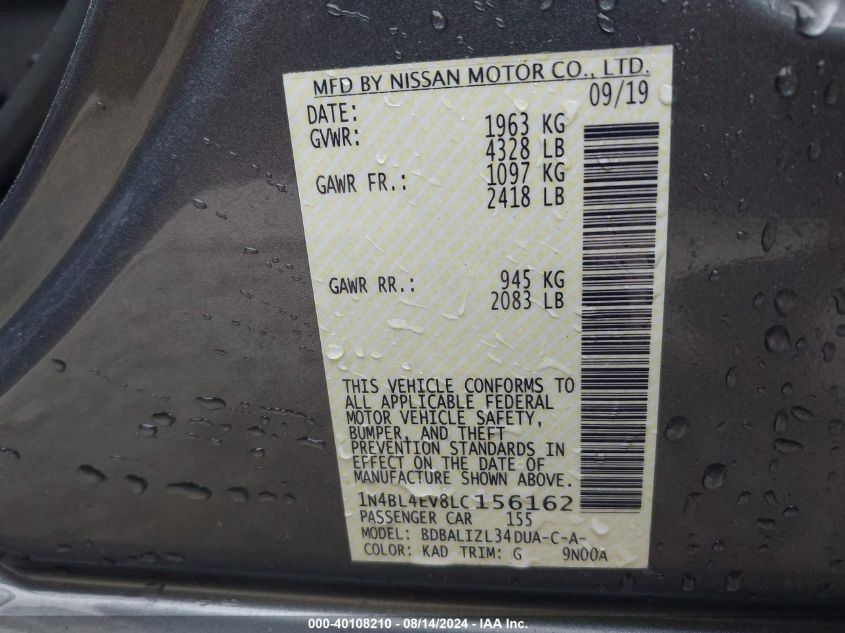 MFD BY NISSAN MOTOR CO., LTD.
DATE: 09/19
GVWR: 1963 KG
4328 LB
GAWR FR.: 1097 KG
2418 LB
GAWR RR.: 945 KG
2083 LB
THIS VEHICLE CONFORMS TO
ALL APPLICABLE FEDERAL
MOTOR VEHICLE SAFETY,
BUMPER, AND THEFT
PREVENTION STANDARDS IN
EFFECT ON THE DATE OF
MANUFACTURE SHOWN ABOVE.
1N4BL4EV8LC156162
PASSENGER CAR 155
MODEL: BDBALIZL34DUA-C-A-
COLOR: KAD TRIM: G 9N00A
000-40108210 - 08/14/2024 - IAA Inc.